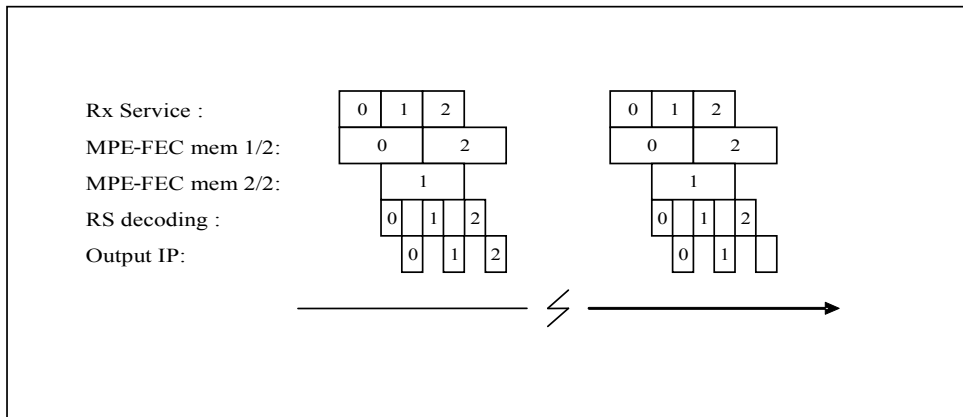 Rx Service : 0 1 2 0 1 2
MPE-FEC mem 1/2: 0 2 0 2
MPE-FEC mem 2/2: 1 1
RS decoding : 0 1 2 0 1 2
Output IP: 0 1 2 0 1